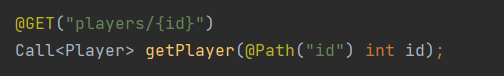 @GET("players/{id}")
Call<Player> getPlayer(@Path("id") int id);